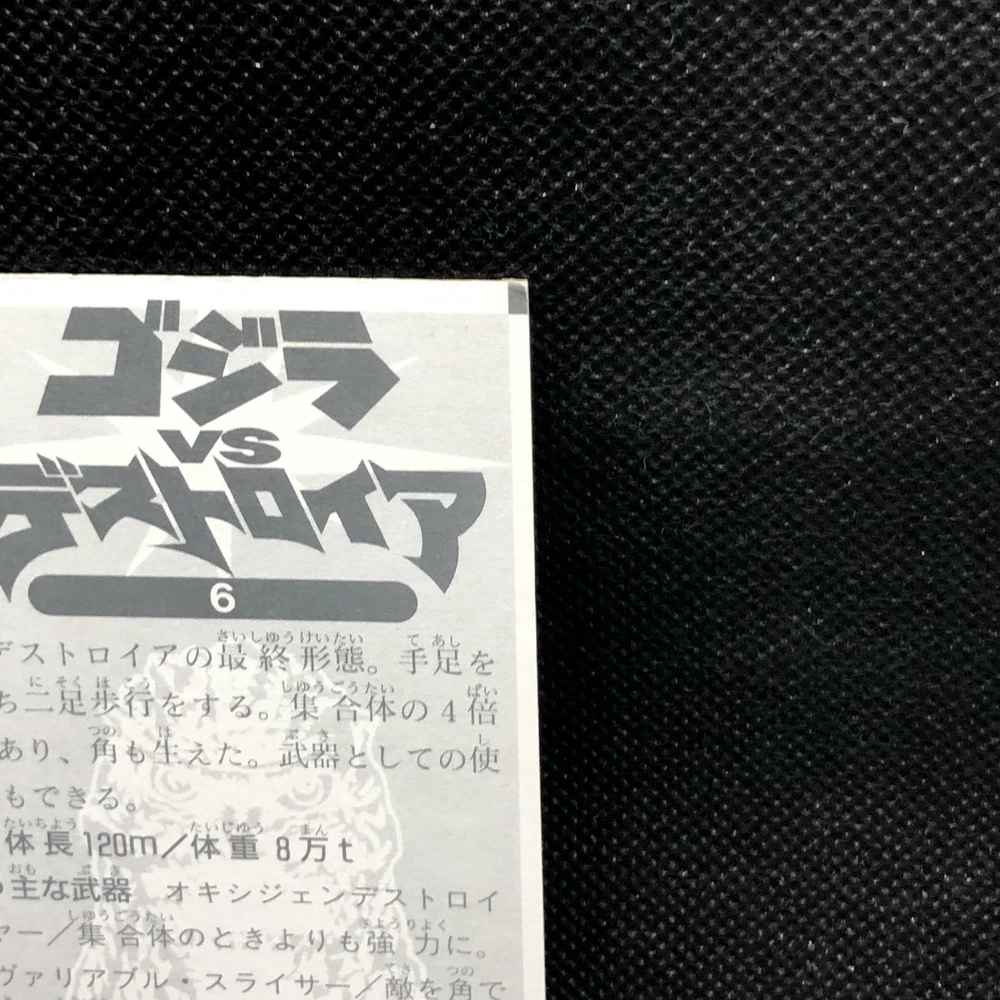 ゴジラ
VS
デストロイア
6
デストロイアの最終形態。手足を
ち二足歩行をする。集合体の4倍
あり、角も生えた。武器としての使
もできる。
体長120m/体重8万t
主な武器 オキシジェンデストロイ
ヤー/集合体のときよりも強力に。
ヴァリアブル・スライサー/敵を角で